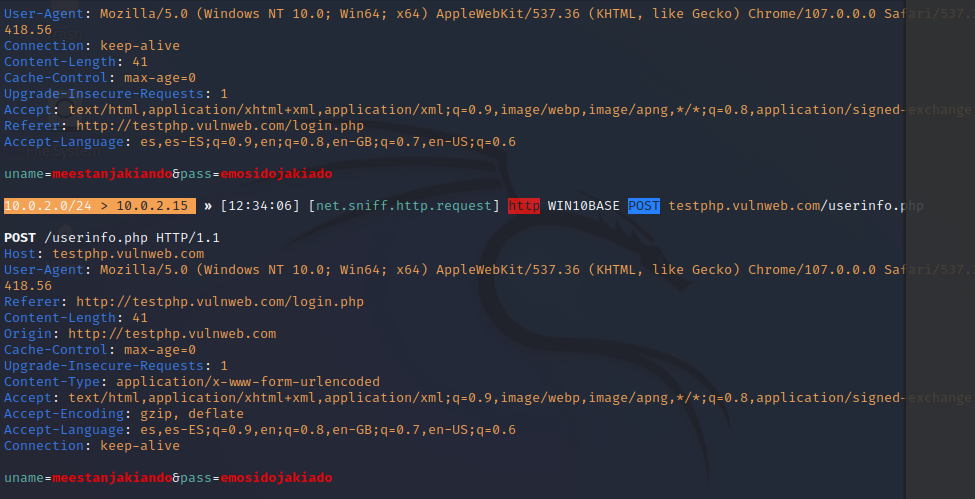 User-Agent: Mozilla/5.0 (Windows NT 10.0; Win64; x64) AppleWebKit/537.36 (KHTML, like Gecko) Chrome/107.0.0.0 Safari/537.
418.56
Connection: keep-alive
Content-Length: 41
Cache-Control: max-age=0
Upgrade-Insecure-Requests: 1
Accept: text/html,application/xhtml+xml,application/xml;q=0.9,image/webp,image/apng,*/*;q=0.8,application/signed-exchange
Referer: http://testphp.vulnweb.com/login.php
Accept-Language: es,es-ES;q=0.9,en;q=0.8,en-GB;q=0.7,en-US;q=0.6
uname=meestanjakiando&pass=emosidojakiado
10.0.2.0/24 > 10.0.2.15 » [12:34:06] [net.sniff.http.request] http WIN10BASE POST testphp.vulnweb.com/userinfo.php
POST /userinfo.php HTTP/1.1
Host: testphp.vulnweb.com
User-Agent: Mozilla/5.0 (Windows NT 10.0; Win64; x64) AppleWebKit/537.36 (KHTML, like Gecko) Chrome/107.0.0.0 Safari/537.
418.56
Referer: http://testphp.vulnweb.com/login.php
Content-Length: 41
Origin: http://testphp.vulnweb.com
Cache-Control: max-age=0
Upgrade-Insecure-Requests: 1
Content-Type: application/x-www-form-urlencoded
Accept: text/html,application/xhtml+xml,application/xml;q=0.9,image/webp,image/apng,*/*;q=0.8,application/signed-exchange
Accept-Encoding: gzip, deflate
Accept-Language: es,es-ES;q=0.9,en;q=0.8,en-GB;q=0.7,en-US;q=0.6
Connection: keep-alive
uname=meestanjakiando&pass=emosidojakiado